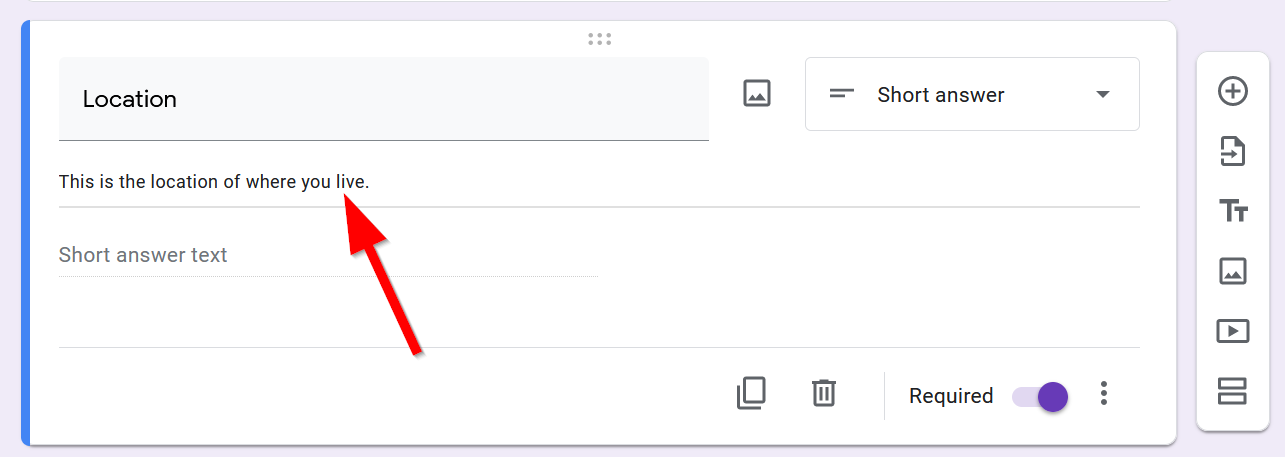 Location
Short answer
This is the location of where you live.
Short answer text
Required